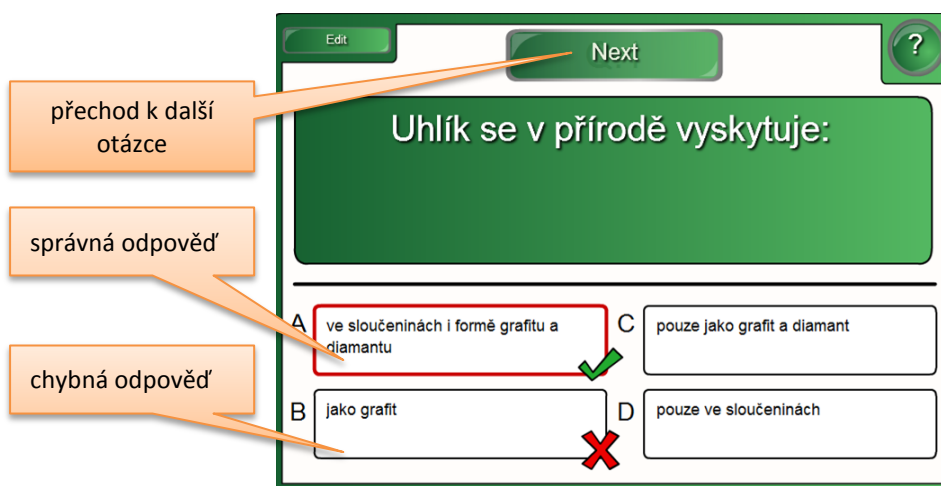 Edit
Next
?
přechod k další
otázce
Uhlík se v přírodě vyskytuje:
správná odpověď
A
ve sloučeninách i formě grafitu a
diamantu
C
pouze jako grafit a diamant
chybná odpověď
B
jako grafit
D
pouze ve sloučeninách